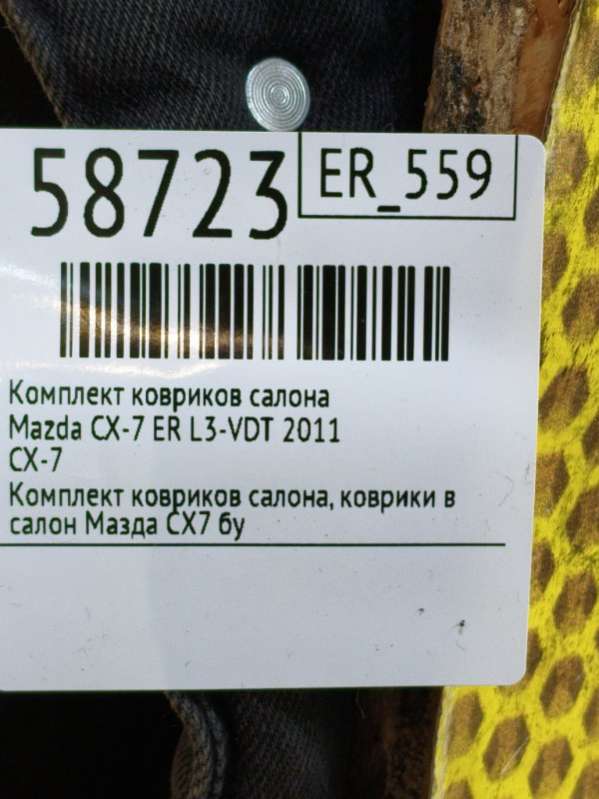 58723
ER_559
Комплект ковриков салона
Mazda CX-7 ER L3-VDT 2011
CX-7
Комплект ковриков салона, коврики в
салон Мазда СХ7 бу